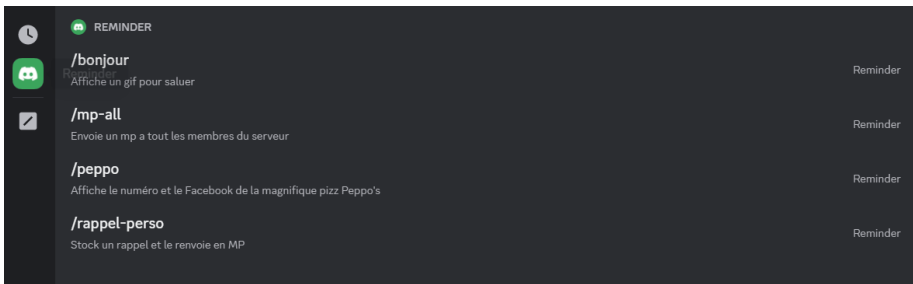 REMINDER
/bonjour
Reminder
Affiche un gif pour saluer
Reminder
/mp-all
Envoie un mp a tout les membres du serveur
Reminder
/peppo
Affiche le numéro et le Facebook de la magnifique pizz Peppo's
Reminder
/rappel-perso
Stock un rappel et le renvoie en MP
Reminder